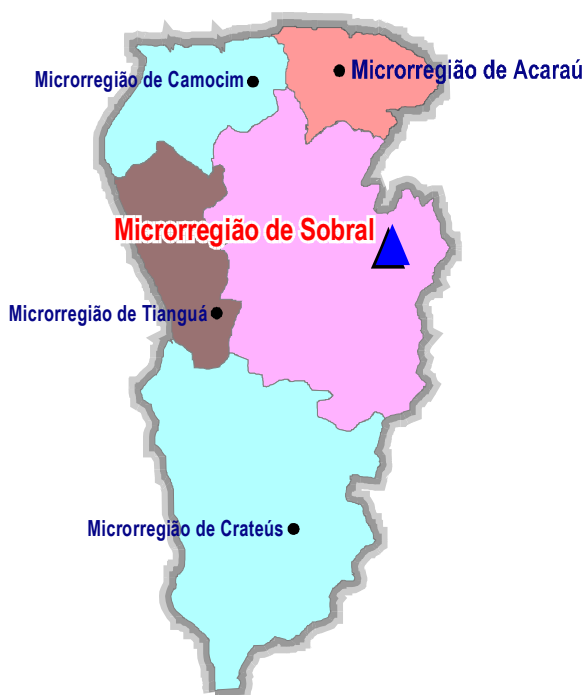 Microrregião de Acaraú
Microrregião de Camocim
Microrregião de Sobral
Microrregião de Tianguá
Microrregião de Crateús